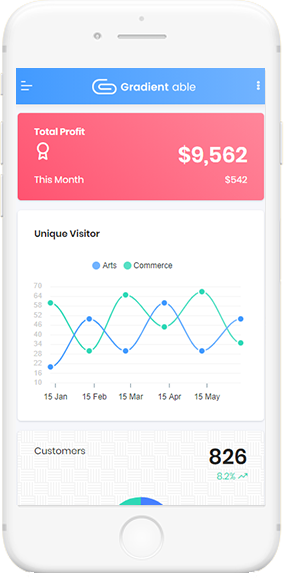 Gradient able
Total Profit
$9,562
This Month $542
Unique Visitor
Arts Commerce
70
64
58
52
46
40
34
28
22
16
10
15 Jan 15 Feb 15 Mar 15 Apr 15 May
Customers 826
8.2%